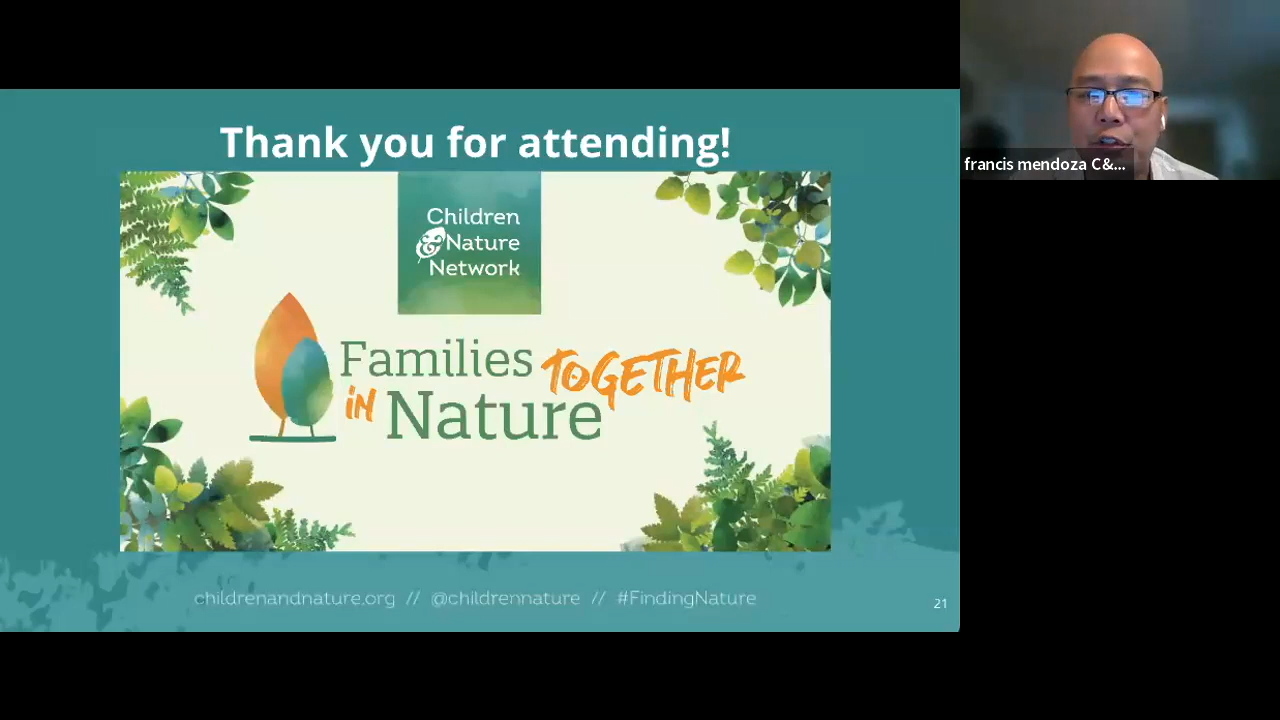 Thank you for attending!
Children
& Nature
Network
Families TOGETHER
in Nature
childrenandnature.org // @childrennature // #FindingNature
21
francis mendoza C&...